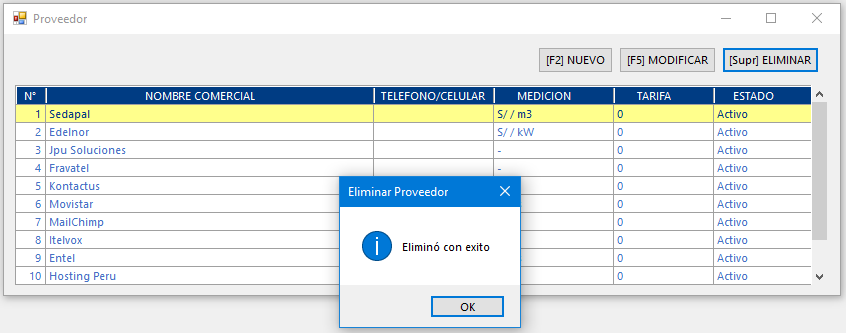 Proveedor
[F2] NUEVO [F5] MODIFICAR [Supr] ELIMINAR
N° NOMBRE COMERCIAL TELEFONO/CELULAR MEDICION TARIFA ESTADO
1 Sedapal S/ / m3 0 Activo
2 Edelnor S/ / kW 0 Activo
3 Jpu Soluciones - 0 Activo
4 Fravatel - 0 Activo
5 Kontactus 0 Activo
6 Movistar 0 Activo
7 MailChimp 0 Activo
8 Itelvox 0 Activo
9 Entel 0 Activo
10 Hosting Peru 0 Activo
Eliminar Proveedor
Eliminó con exito
OK